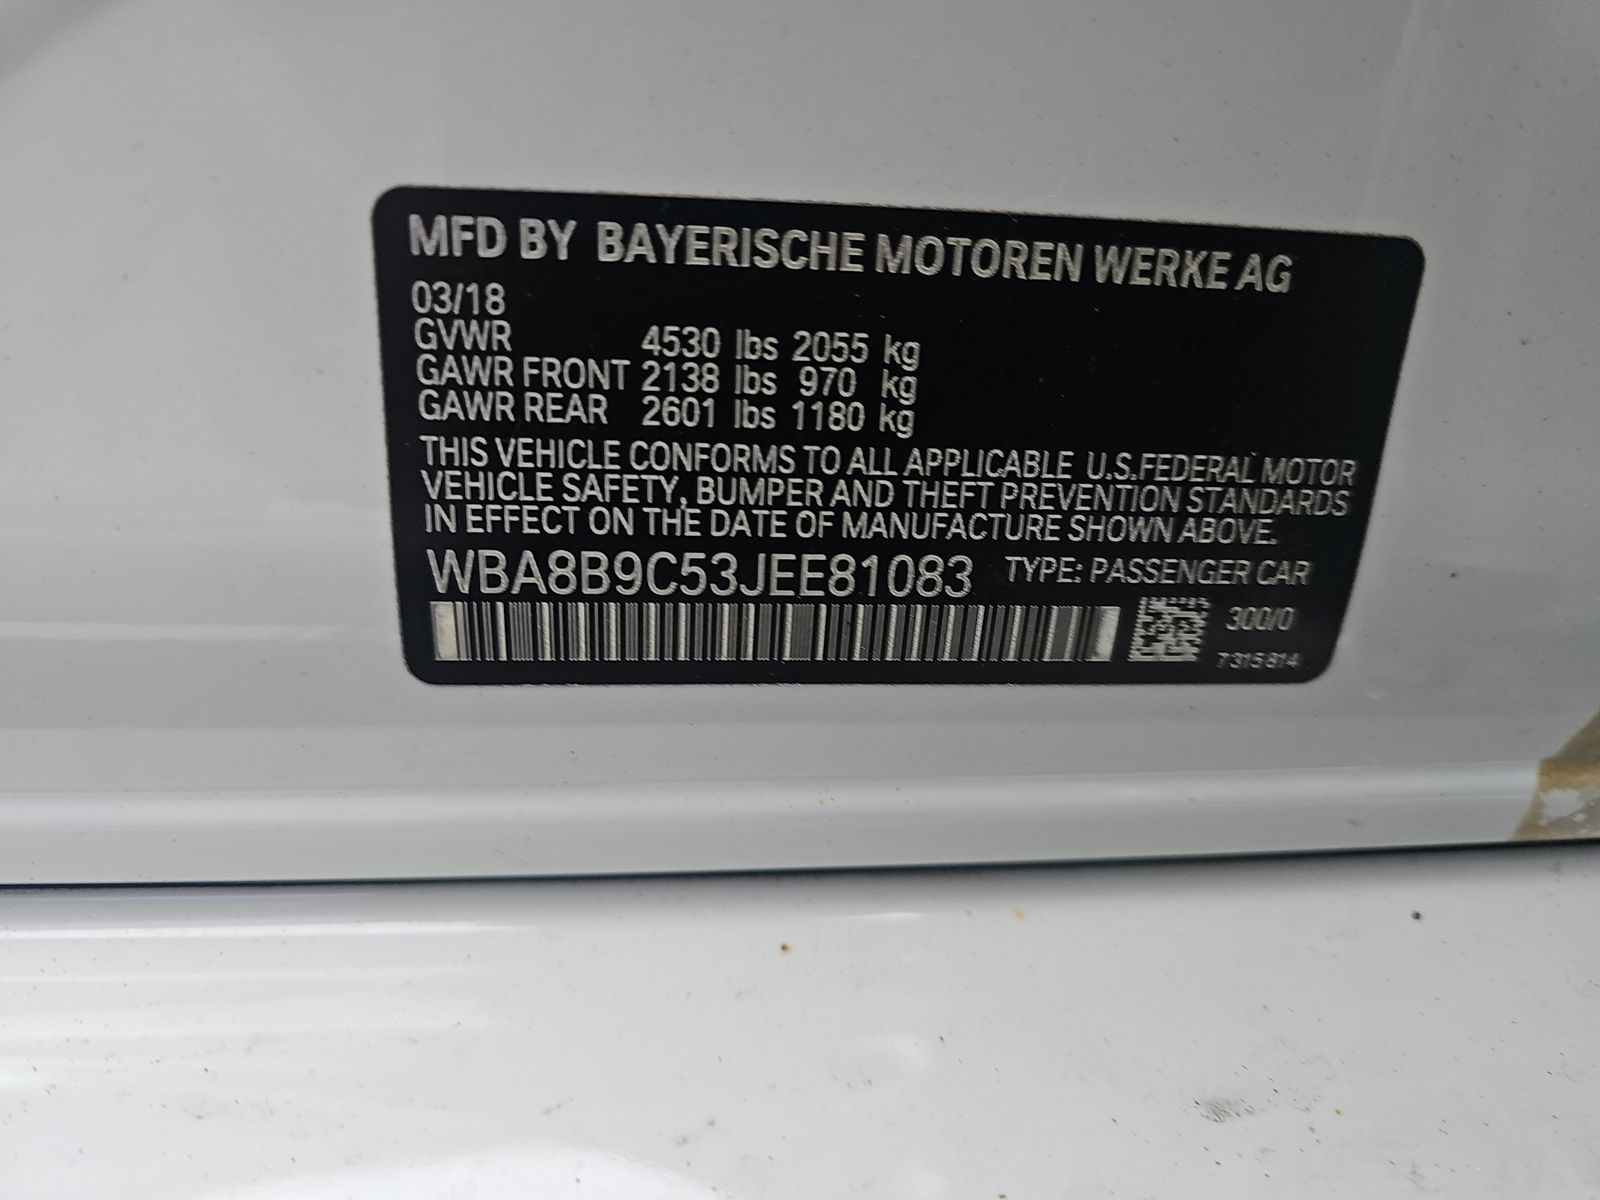 MFD BY BAYERISCHE MOTOREN WERKE AG
03/18
GVWR 4530 lbs 2055 kg
GAWR FRONT 2138 lbs 970 kg
GAWR REAR 2601 lbs 1180 kg
THIS VEHICLE CONFORMS TO ALL APPLICABLE U.S.FEDERAL MOTOR
VEHICLE SAFETY, BUMPER AND THEFT PREVENTION STANDARDS
IN EFFECT ON THE DATE OF MANUFACTURE SHOWN ABOVE.
WBA8B9C53JEE81083 TYPE: PASSENGER CAR
300/0
7315814